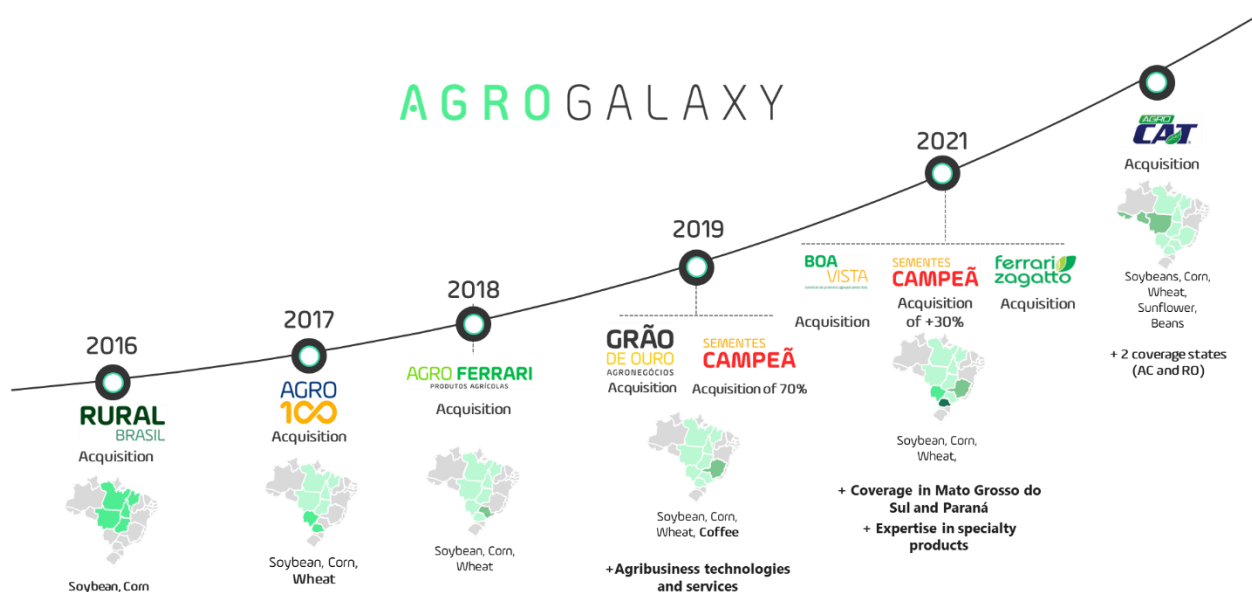 AGROGALAXY
2016
RURAL
BRASIL
Acquisition
Soybean, Corn
2017
AGRO
100
Acquisition
Soybean, Corn,
Wheat
2018
AGRO FERRARI
PRODUTOS AGRÍCOLAS
Acquisition
Soybean, Corn,
Wheat
2019
GRÃO
DE OURO
AGRONEGÓCIOS
Acquisition
SEMENTES
CAMPEÃ
Acquisition of 70%
Soybean, Corn,
Wheat, Coffee
+Agribusiness technologies
and services
2021
BOA
VISTA
Acquisition
SEMENTES
CAMPEÃ
Acquisition
of +30%
ferrari
zagatto
Acquisition
Soybean, Corn,
Wheat,
+ Coverage in Mato Grosso do
Sul and Paraná
+ Expertise in specialty
products
AGRO
CAT
Acquisition
Soybeans, Corn,
Wheat,
Sunflower,
Beans
+ 2 coverage states
(AC and RO)